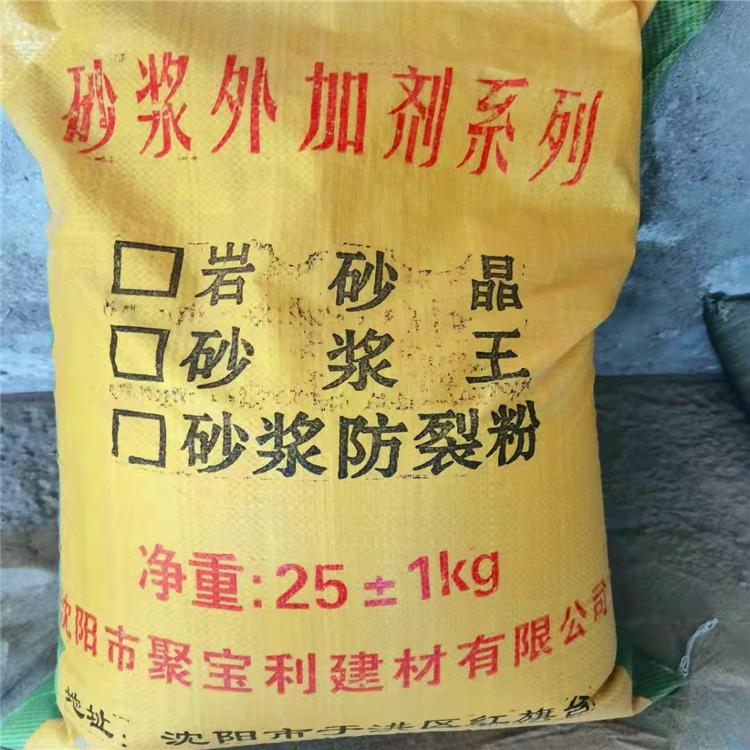 砂浆外加剂系列
□岩砂晶
□砂浆王
□砂浆防裂粉
净重:25±1kg
沈阳市聚宝利建材有限公司
地址:沈阳市于洪区红旗台